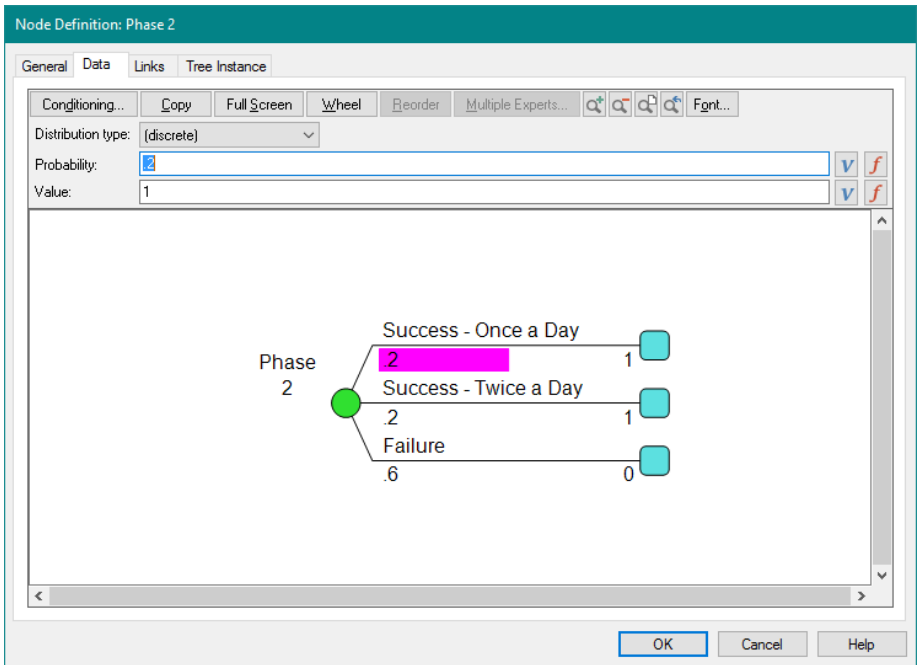 Node Definition: Phase 2
General Data Links Tree Instance
Conditioning... Copy Full Screen Wheel Reorder Multiple Experts... Font...
Distribution type: (discrete)
Probability: .2 V f
Value: 1 V f
Success - Once a Day
Phase .2 1
2 Success - Twice a Day
.2 1
Failure
.6 0
OK Cancel Help